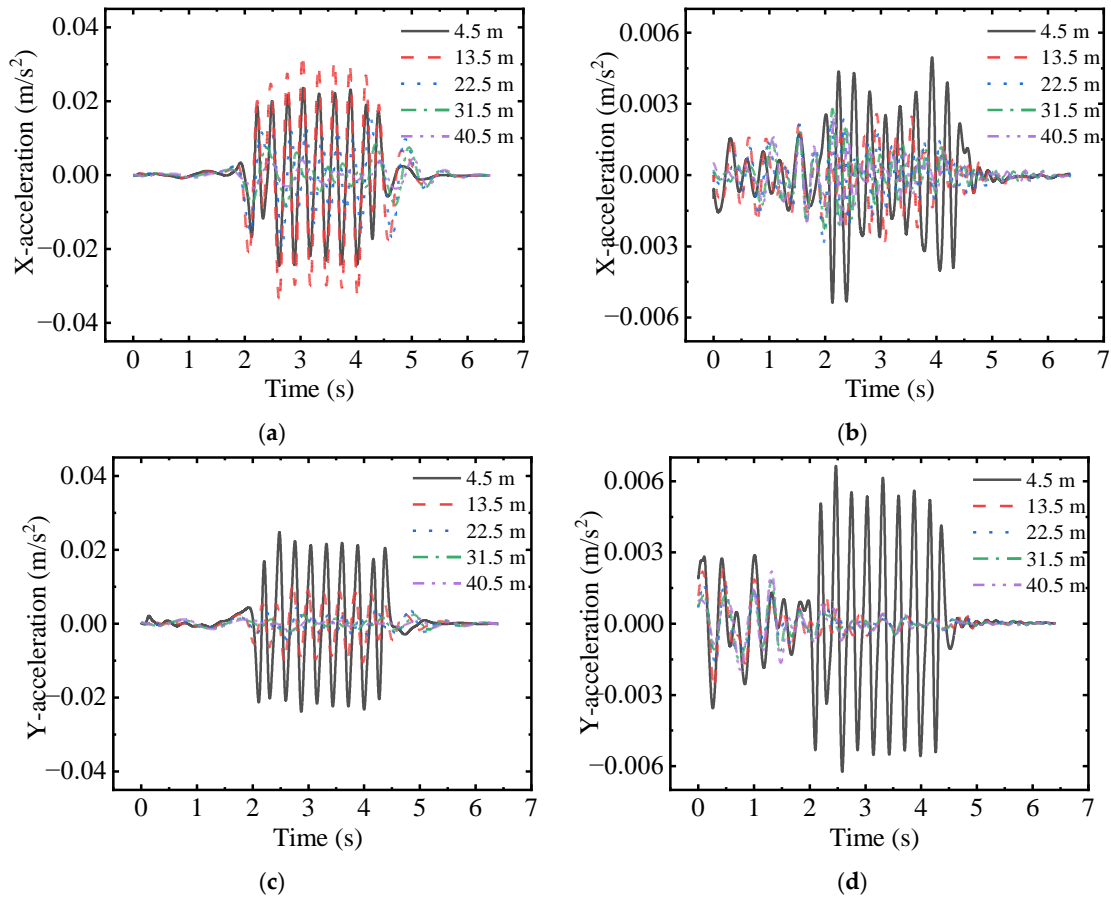 X-acceleration (m/s²)
0.04
0.02
0.00
−0.02
−0.04
4.5 m
13.5 m
22.5 m
31.5 m
40.5 m
0 1 2 3 4 5 6 7
Time (s)
(a)
X-acceleration (m/s²)
0.006
0.003
0.000
−0.003
−0.006
4.5 m
13.5 m
22.5 m
31.5 m
40.5 m
0 1 2 3 4 5 6 7
Time (s)
(b)
Y-acceleration (m/s²)
0.04
0.02
0.00
−0.02
−0.04
4.5 m
13.5 m
22.5 m
31.5 m
40.5 m
0 1 2 3 4 5 6 7
Time (s)
(c)
Y-acceleration (m/s²)
0.006
0.003
0.000
−0.003
−0.006
4.5 m
13.5 m
22.5 m
31.5 m
40.5 m
0 1 2 3 4 5 6 7
Time (s)
(d)